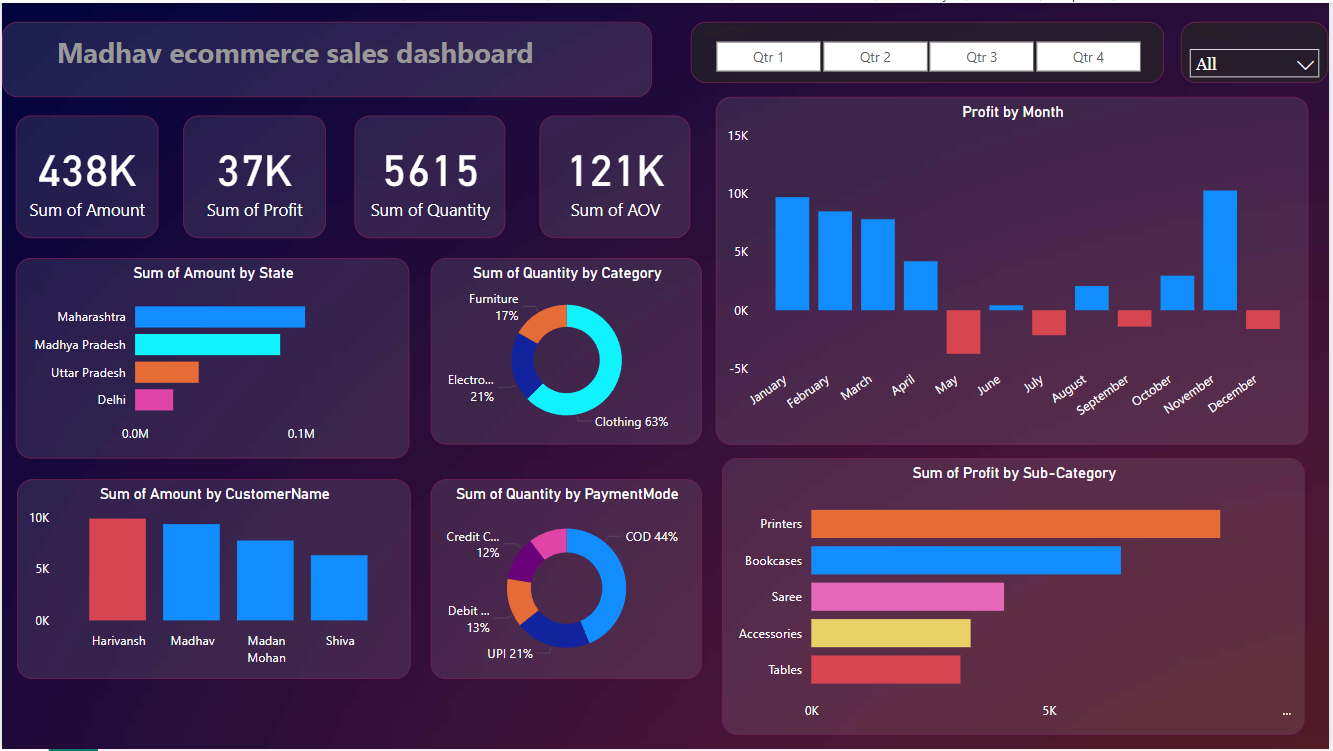 Madhav ecommerce sales dashboard
Qtr 1
Qtr 2
Qtr 3
Qtr 4
All
438K
Sum of Amount
37K
Sum of Profit
5615
Sum of Quantity
121K
Sum of AOV
Profit by Month
15K
10K
5K
0K
-5K
January
February
March
April
May
June
July
August
September
October
November
December
Sum of Amount by State
Maharashtra
Madhya Pradesh
Uttar Pradesh
Delhi
0.0M
0.1M
Sum of Quantity by Category
Furniture
17%
Electro...
21%
Clothing 63%
Sum of Amount by CustomerName
10K
5K
0K
Harivansh
Madhav
Madan
Mohan
Shiva
Sum of Quantity by PaymentMode
Credit C...
12%
COD 44%
Debit ...
13%
UPI 21%
Sum of Profit by Sub-Category
Printers
Bookcases
Saree
Accessories
Tables
0K
5K
...